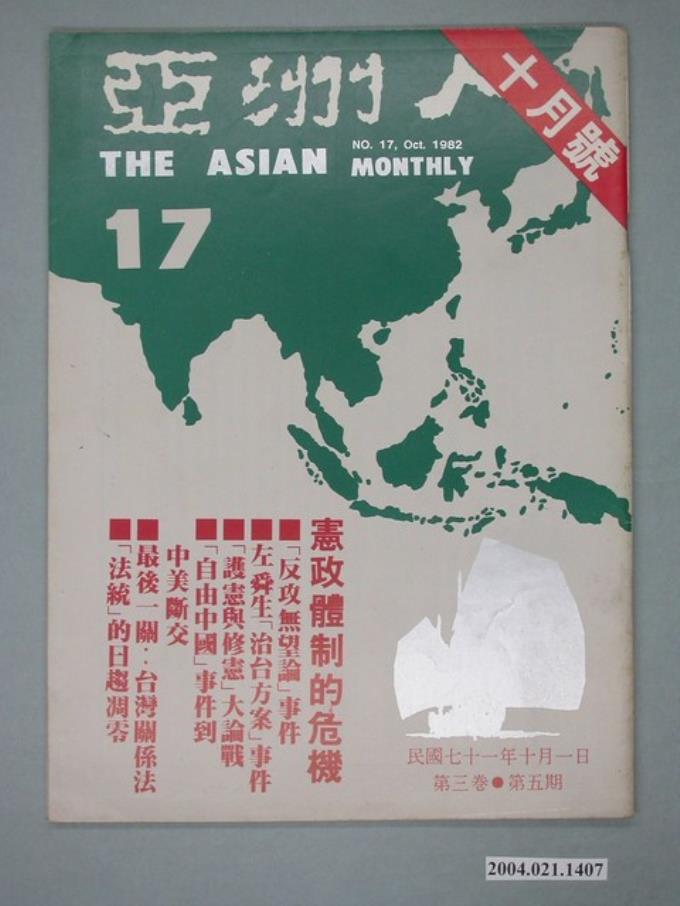 亞洲人
十月號
NO. 17, Oct. 1982
THE ASIAN MONTHLY
17
憲政體制的危機
■「反攻無望論」事件
■左舜生「治台方案」事件
■「護憲與修憲」大論戰
■「自由中國」事件到
中美斷交
■最後一關：台灣關係法
■「法統」的日趨凋零
民國七十一年十月一日
第三卷●第五期
2004.021.1407